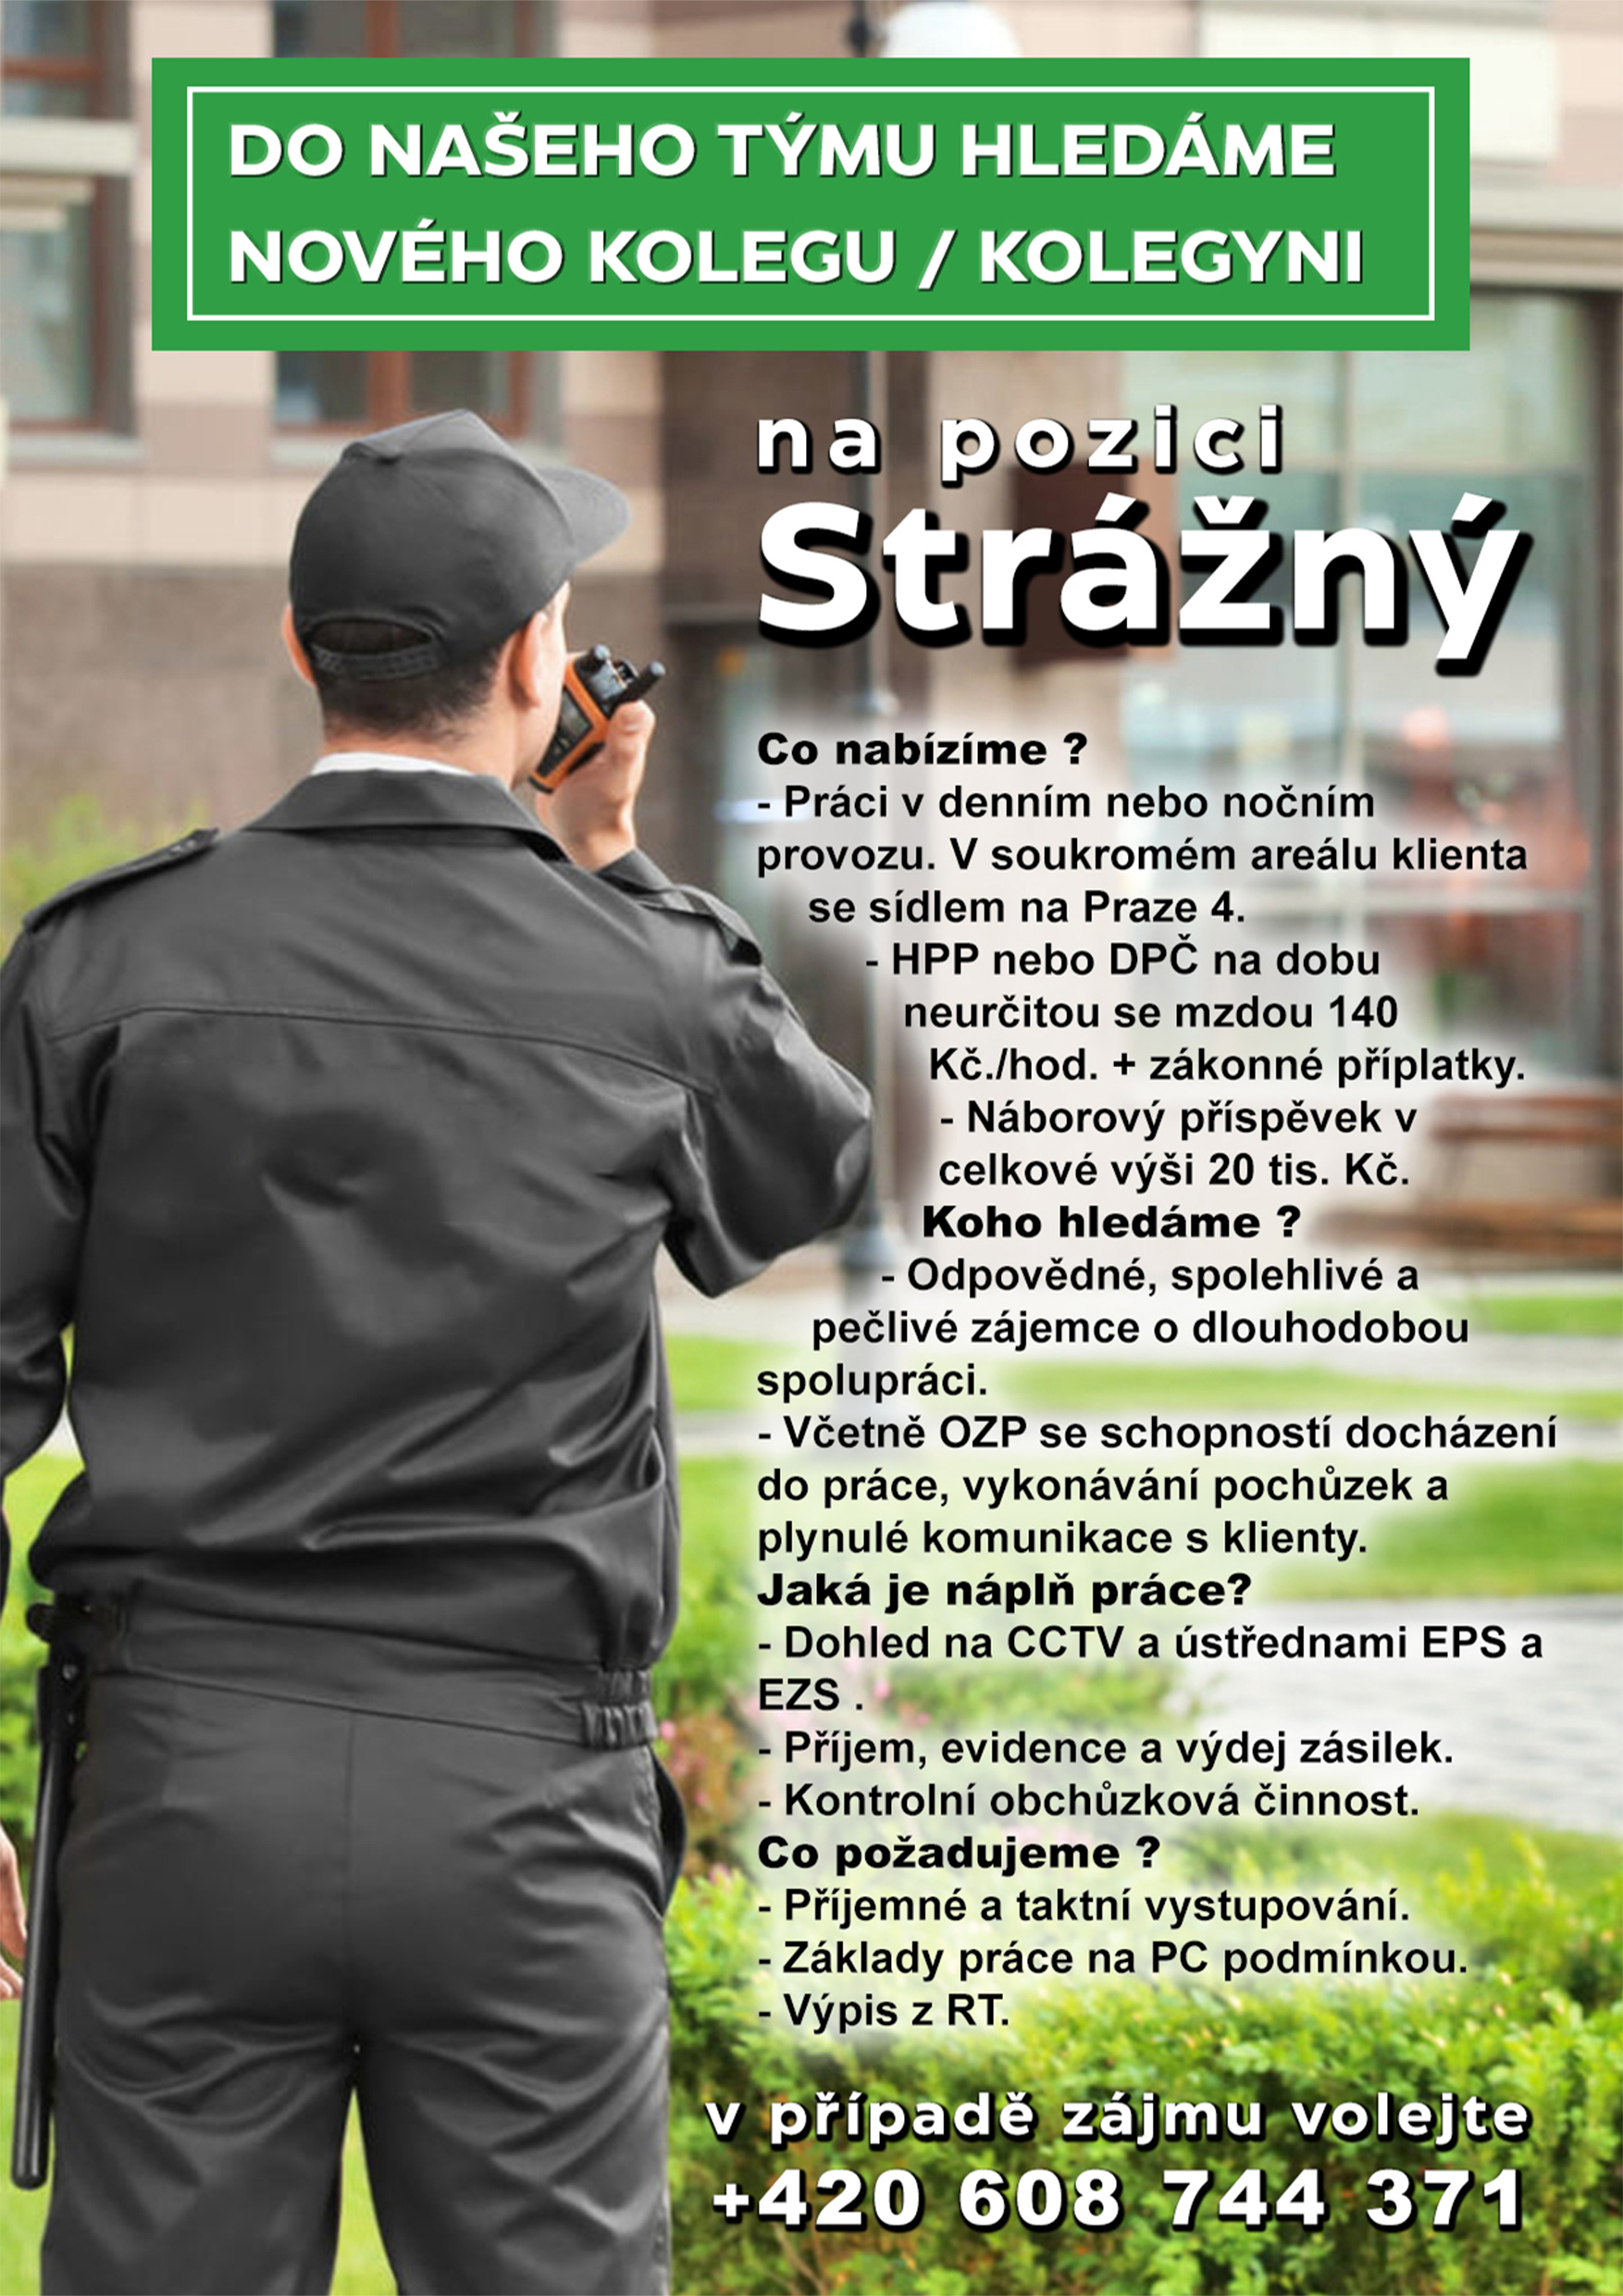 DO NAŠEHO TÝMU HLEDÁME
NOVÉHO KOLEGU / KOLEGYNI
na pozici
Strážný
Co nabízíme ?
- Práci v denním nebo nočním
provozu. V soukromém areálu klienta
se sídlem na Praze 4.
- HPP nebo DPČ na dobu
neurčitou se mzdou 140
Kč./hod. + zákonné příplatky.
- Náborový příspěvek v
celkové výši 20 tis. Kč.
Koho hledáme ?
- Odpovědné, spolehlivé a
pečlivé zájemce o dlouhodobou
spolupráci.
- Včetně OZP se schopností docházení
do práce, vykonávání pochůzek a
plynulé komunikace s klienty.
Jaká je náplň práce?
- Dohled na CCTV a ústřednami EPS a
EZS .
- Příjem, evidence a výdej zásilek.
- Kontrolní obchůzková činnost.
Co požadujeme ?
- Příjemné a taktní vystupování.
- Základy práce na PC podmínkou.
- Výpis z RT.
v případě zájmu volejte
+420 608 744 371